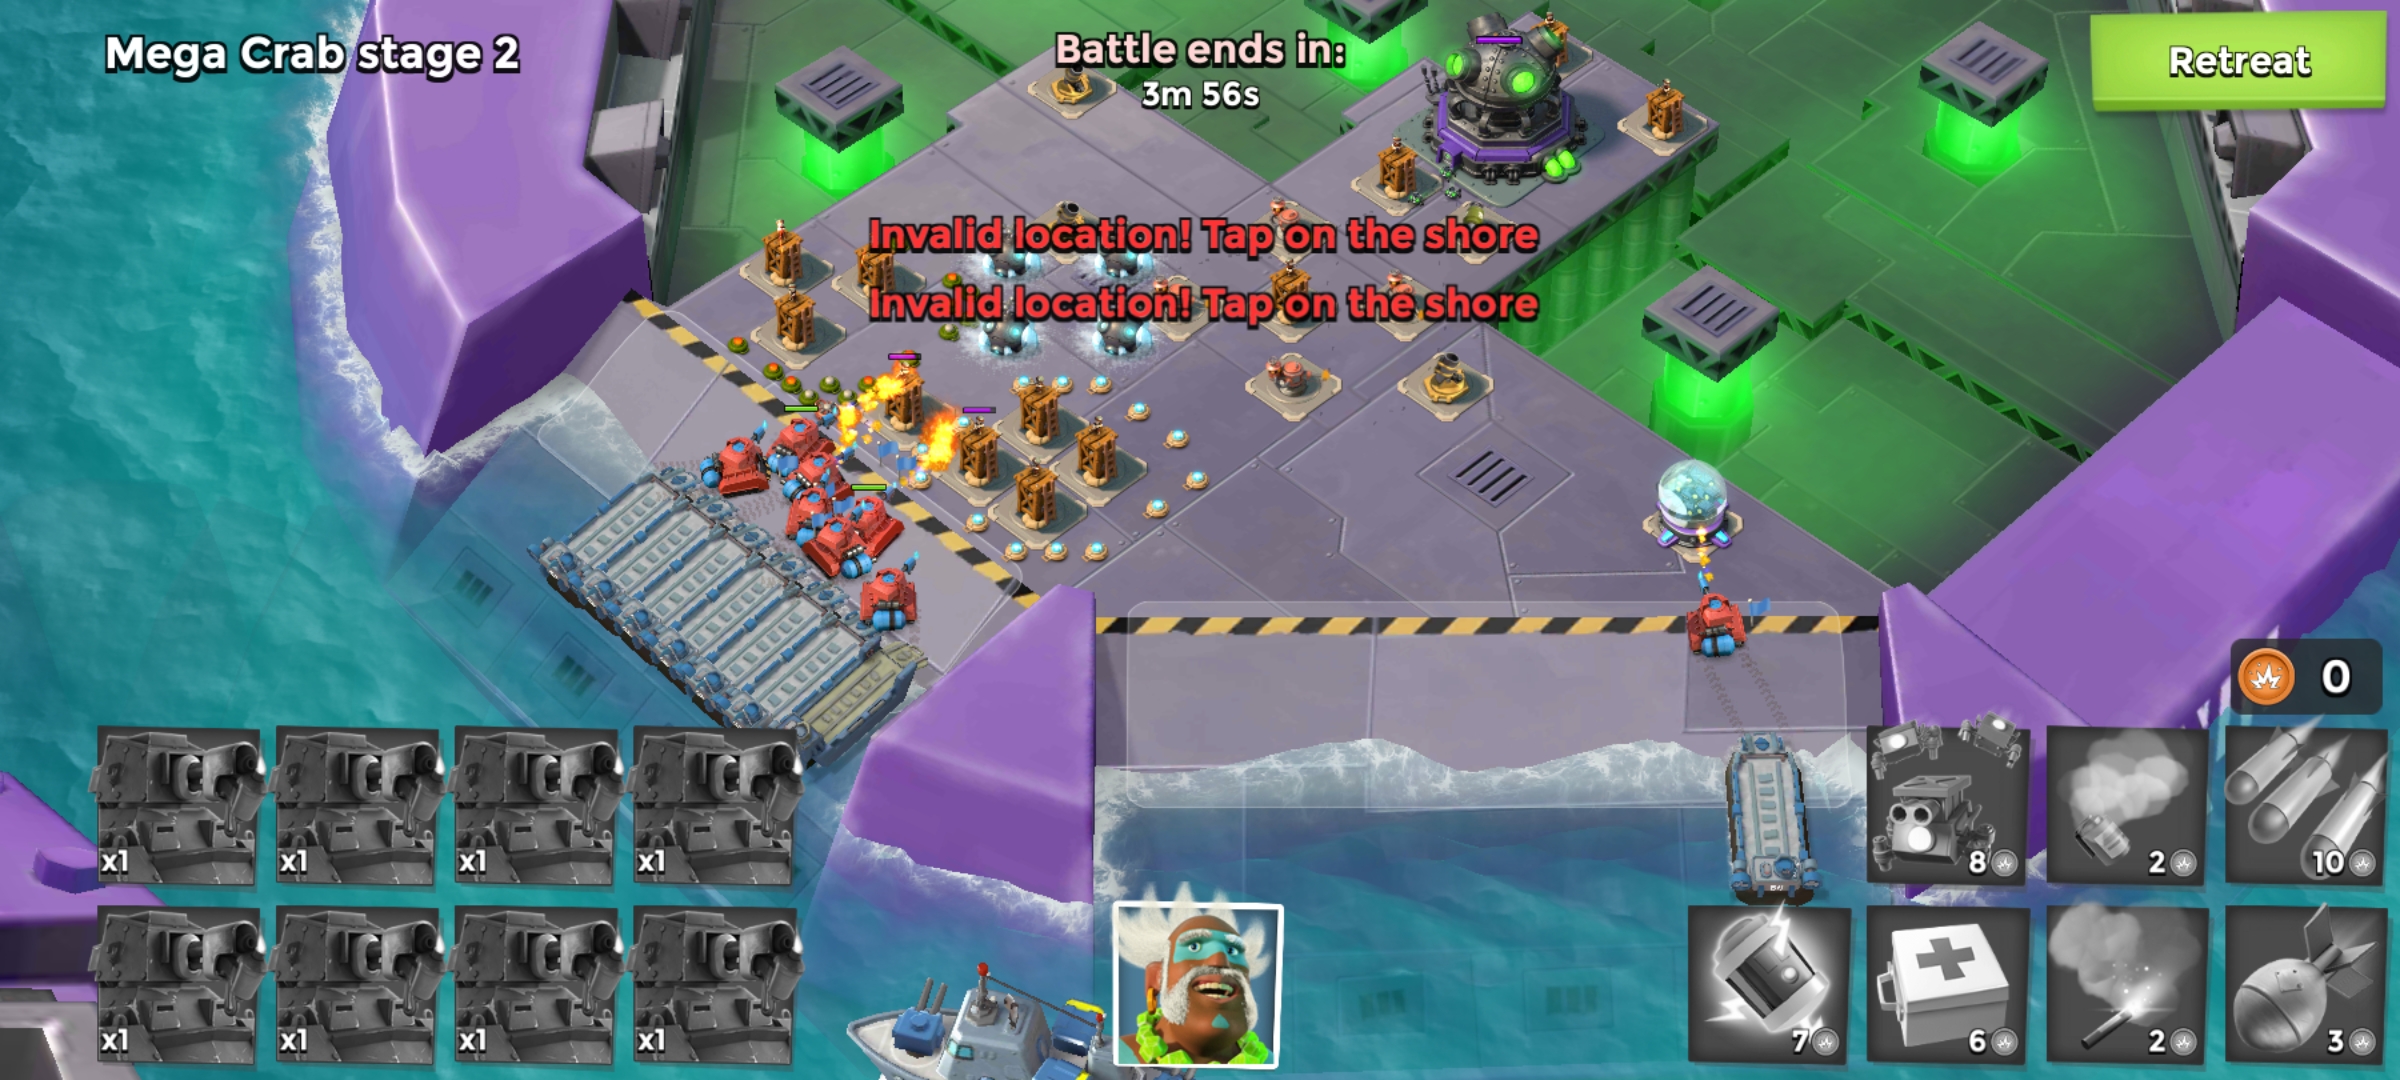 Mega Crab stage 2
Battle ends in:
3m 56s
Retreat
Invalid location! Tap on the shore
Invalid location! Tap on the shore
0
x1
x1
x1
x1
8
2
10
x1
x1
x1
x1
7
6
2
3